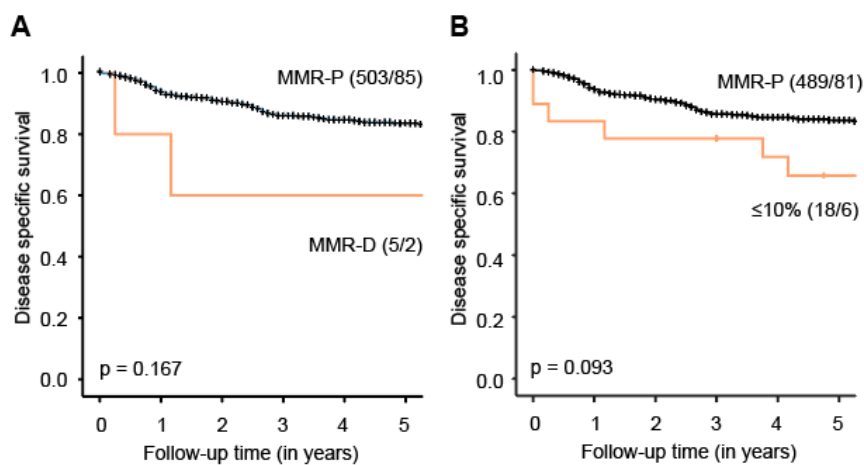 A
Disease specific survival
1.0
0.8
0.6
0.4
0.2
0.0
MMR-P (503/85)
MMR-D (5/2)
p = 0.167
0 1 2 3 4 5
Follow-up time (in years)
B
Disease specific survival
1.0
0.8
0.6
0.4
0.2
0.0
MMR-P (489/81)
≤10% (18/6)
p = 0.093
0 1 2 3 4 5
Follow-up time (in years)